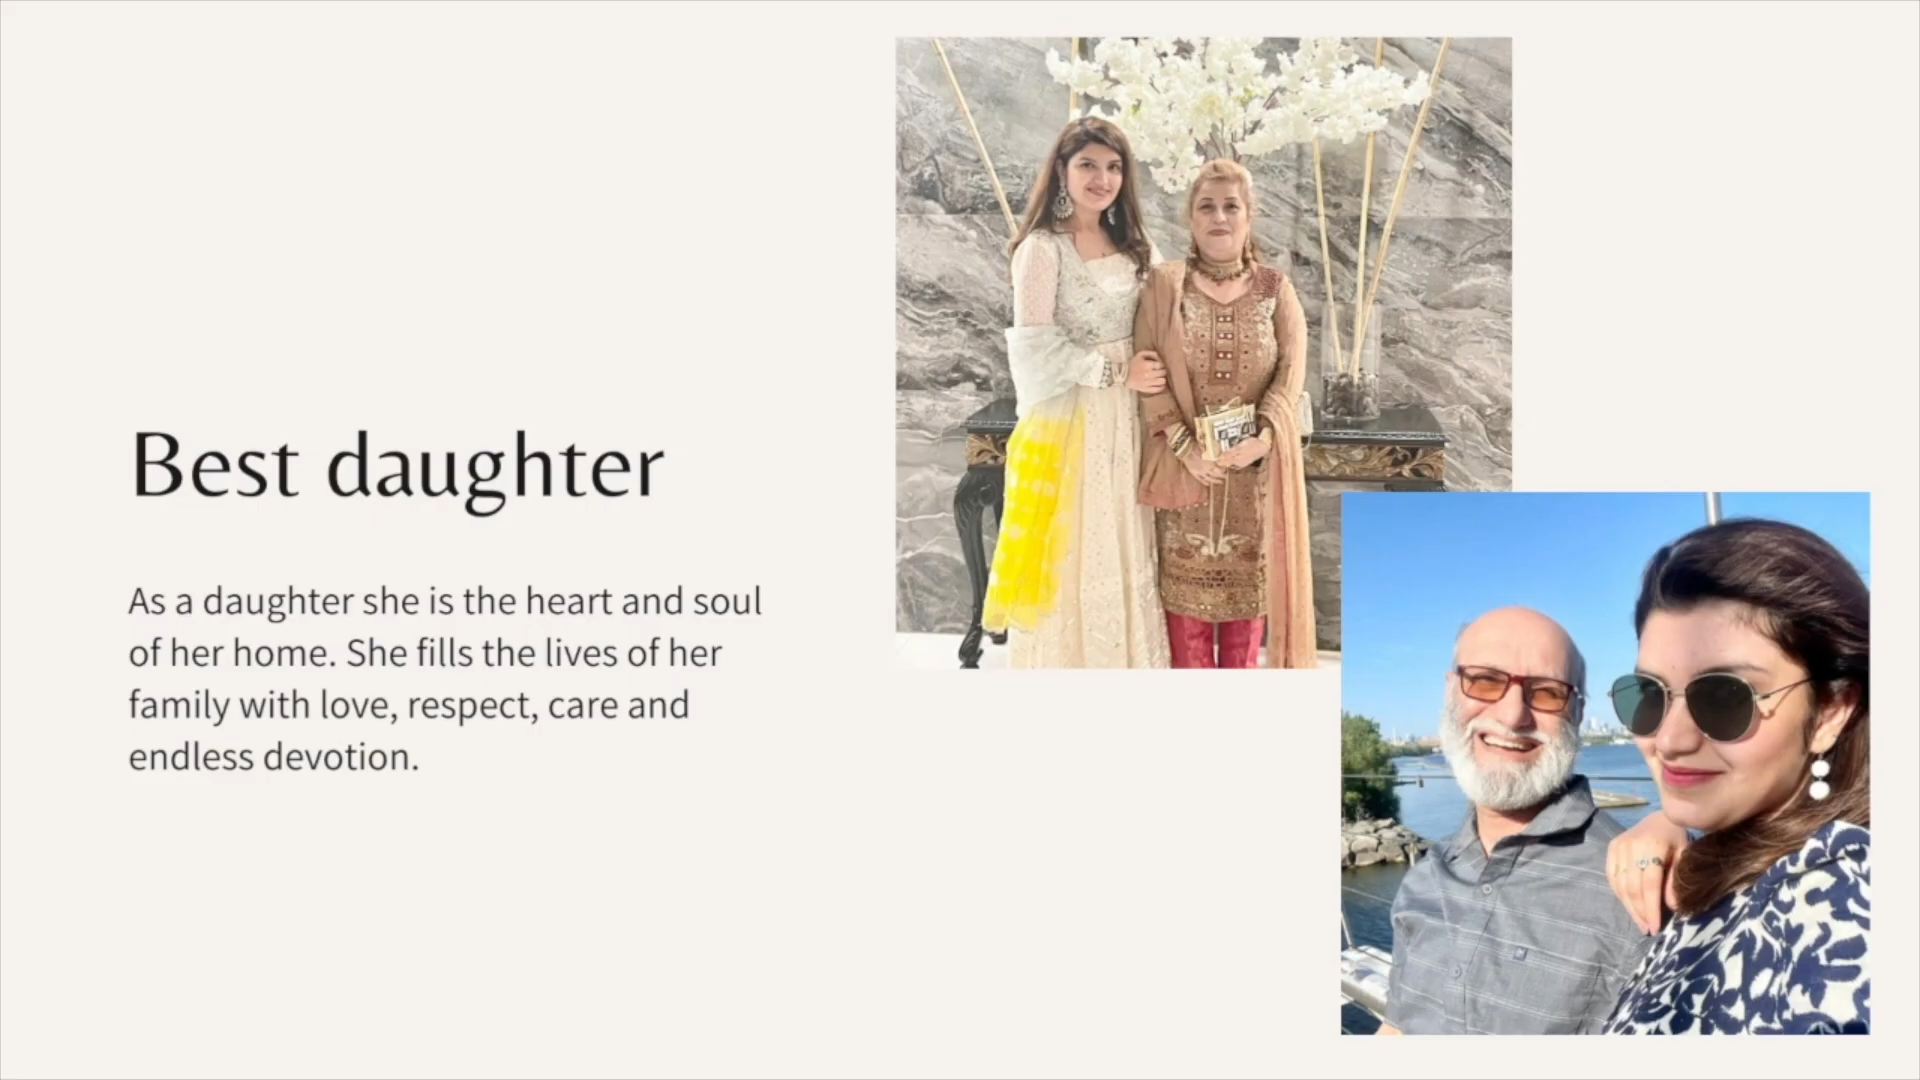 Best daughter
As a daughter she is the heart and soul
of her home. She fills the lives of her
family with love, respect, care and
endless devotion.